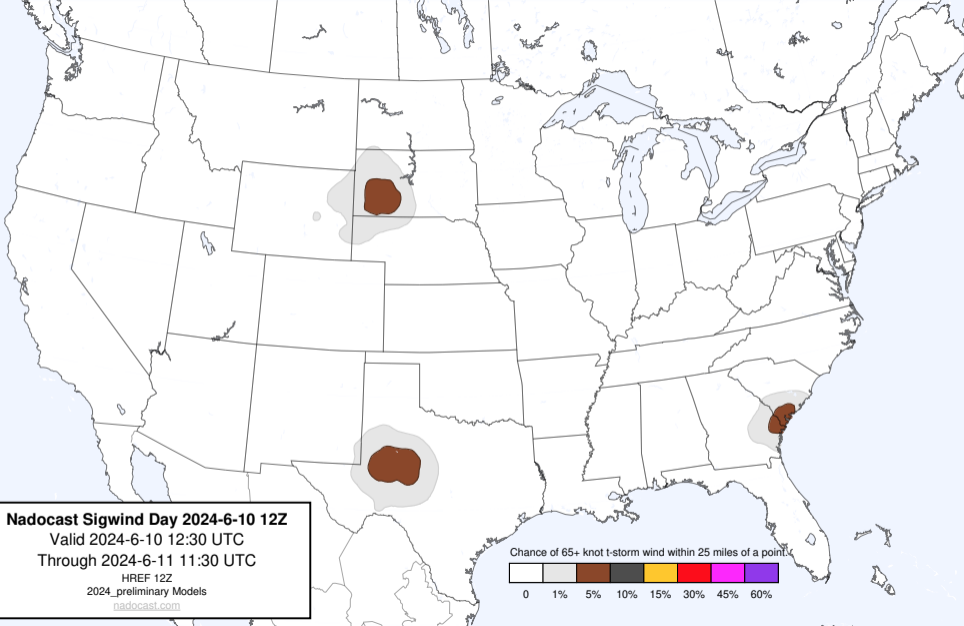 Nadocast Sigwind Day 2024-6-10 12Z
Valid 2024-6-10 12:30 UTC
Through 2024-6-11 11:30 UTC
HREF 12Z
2024_preliminary Models
nadocast.com
Chance of 65+ knot t-storm wind within 25 miles of a point.
0 1% 5% 10% 15% 30% 45% 60%